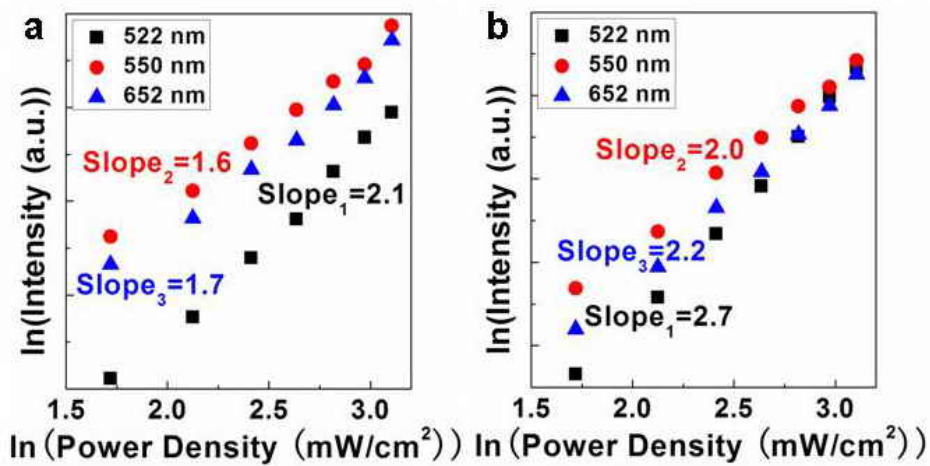 a
522 nm
550 nm
652 nm
Slope₂=1.6
Slope₁=2.1
Slope₃=1.7
ln(Intensity (a.u.))
1.5 2.0 2.5 3.0
ln(Power Density (mW/cm²))
b
522 nm
550 nm
652 nm
Slope₂=2.0
Slope₃=2.2
Slope₁=2.7
ln(Intensity (a.u.))
1.5 2.0 2.5 3.0
ln(Power Density (mW/cm²))